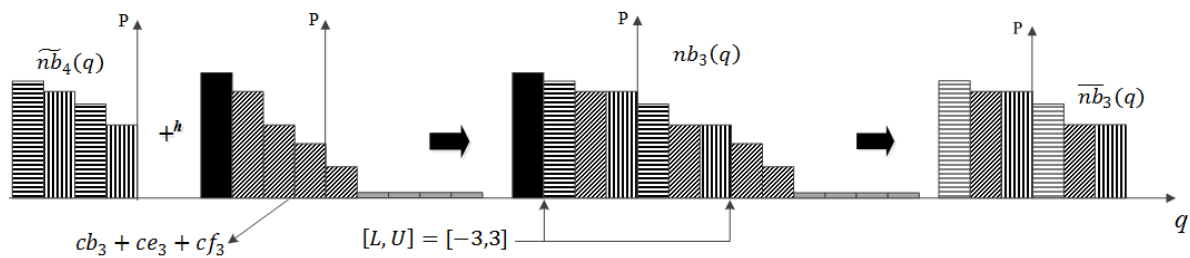 P
P
P
P
ñb̃₄(q)
nb₃(q)
n̅b̅₃(q)
+ʰ
cb₃ + ce₃ + cf₃
[L, U] = [−3,3]
q